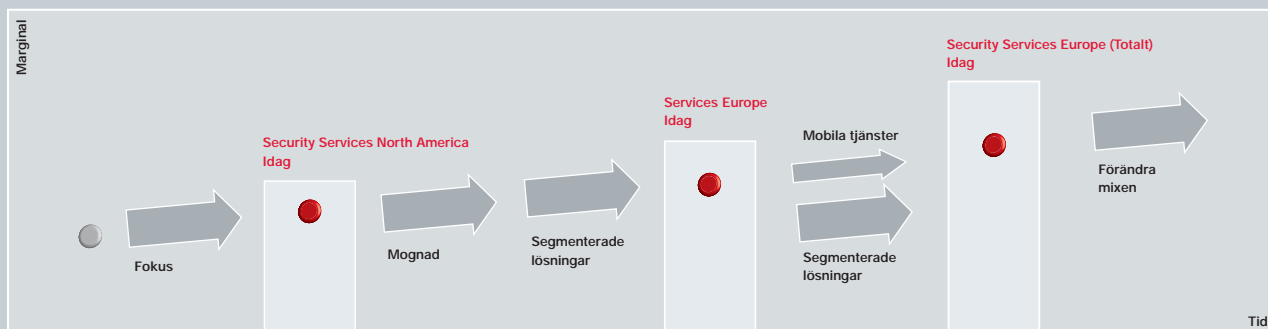 Marginal
Security Services North America
Idag
Services Europe
Idag
Security Services Europe (Totalt)
Idag
Fokus
Mognad
Segmenterade
lösningar
Mobila tjänster
Segmenterade
lösningar
Förändra
mixen
Tid